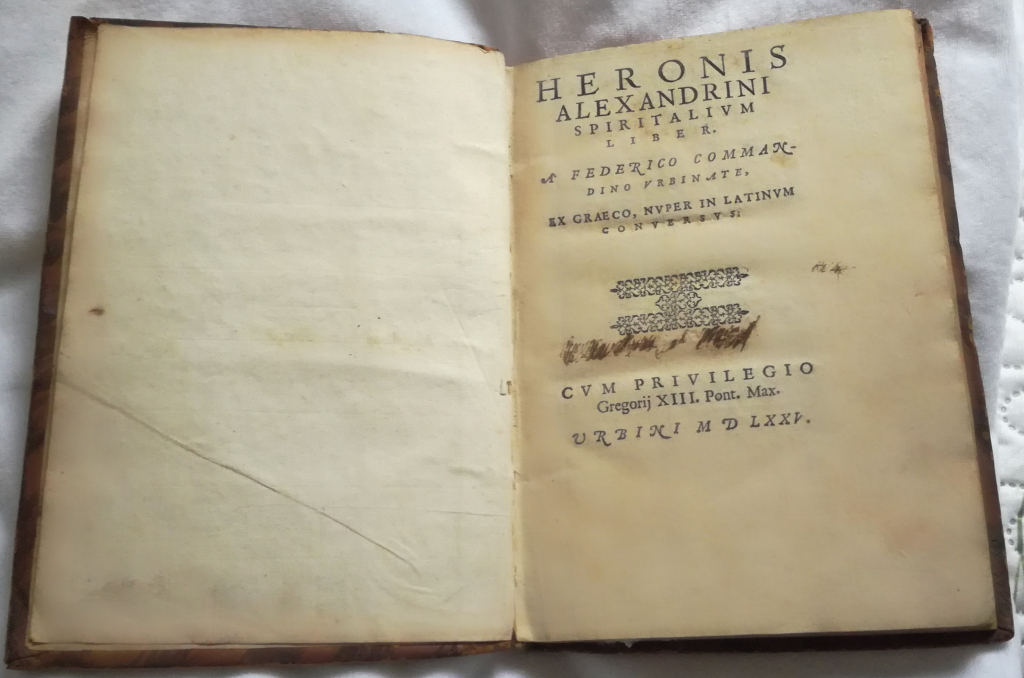 HERONIS
ALEXANDRINI
SPIRITALIVM
LIBER.
A FEDERICO COMMAN-
DINO VRBINATE,
EX GRAECO, NVPER IN LATINVM
CONVERSVS.
CVM PRIVILEGIO
Gregorij XIII. Pont. Max.
URBINI MDLXXV.